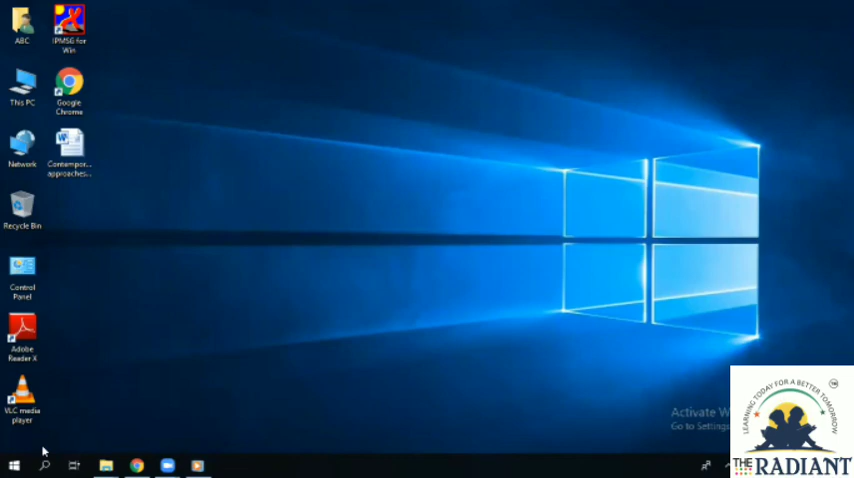 ABC
IPMSG for
Win
This PC
Google
Chrome
Network
Contempor...
approaches...
Recycle Bin
Control
Panel
Adobe
Reader X
VLC media
player
Activate W
Go to Settings
LEARNING TODAY FOR A BETTER TOMORROW
TM
THE RADIANT